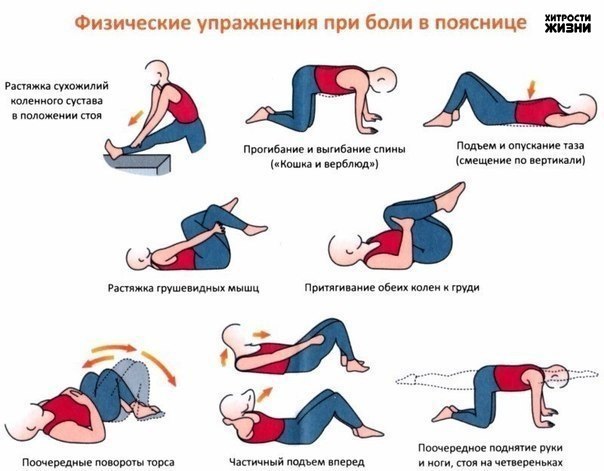 Физические упражнения при боли в пояснице
ХИТРОСТИ
ЖИЗНИ
Растяжка сухожилий
коленного сустава
в положении стоя
Прогибание и выгибание спины
(«Кошка и верблюд»)
Подъем и опускание таза
(смещение по вертикали)
Растяжка грушевидных мышц
Притягивание обеих колен к груди
Поочередные повороты торса
Частичный подъем вперед
Поочередное поднятие руки
и ноги, стоя на четвереньках